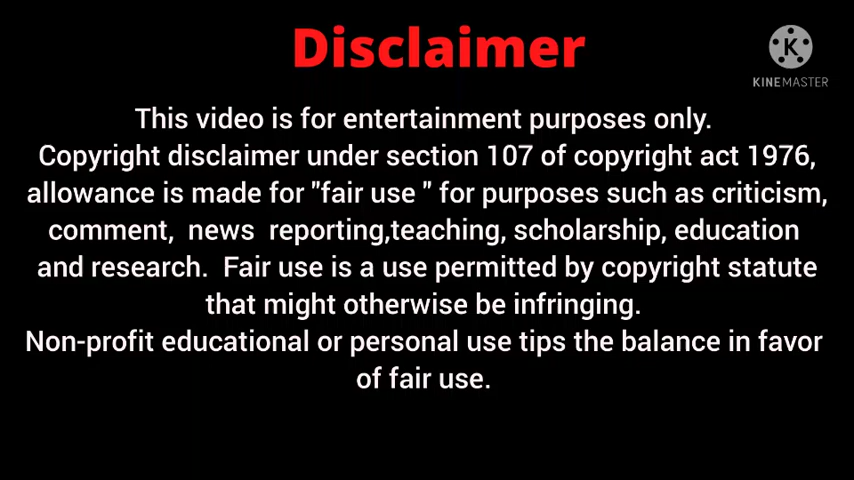 Disclaimer
K
KINEMASTER
This video is for entertainment purposes only.
Copyright disclaimer under section 107 of copyright act 1976,
allowance is made for "fair use " for purposes such as criticism,
comment,  news  reporting,teaching, scholarship, education
and research.  Fair use is a use permitted by copyright statute
that might otherwise be infringing.
Non-profit educational or personal use tips the balance in favor
of fair use.